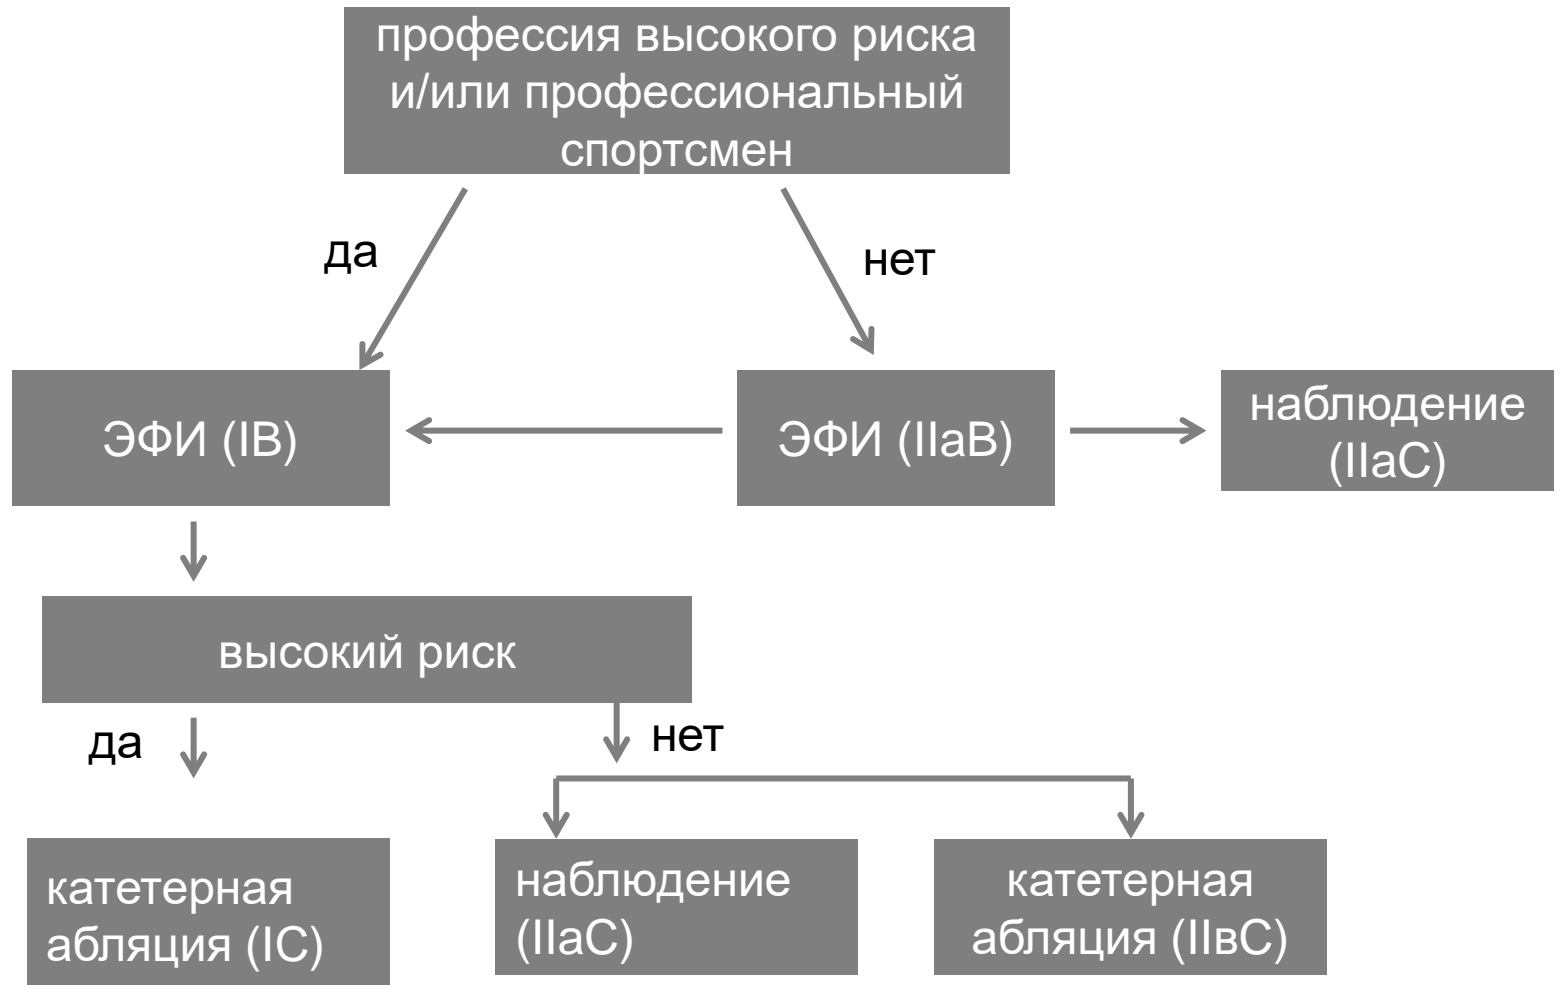 профессия высокого риска
и/или профессиональный
спортсмен
да
нет
ЭФИ (IB)
ЭФИ (IIaB)
наблюдение
(IIaC)
высокий риск
да
нет
катетерная
абляция (IC)
наблюдение
(IIaC)
катетерная
абляция (IIвC)